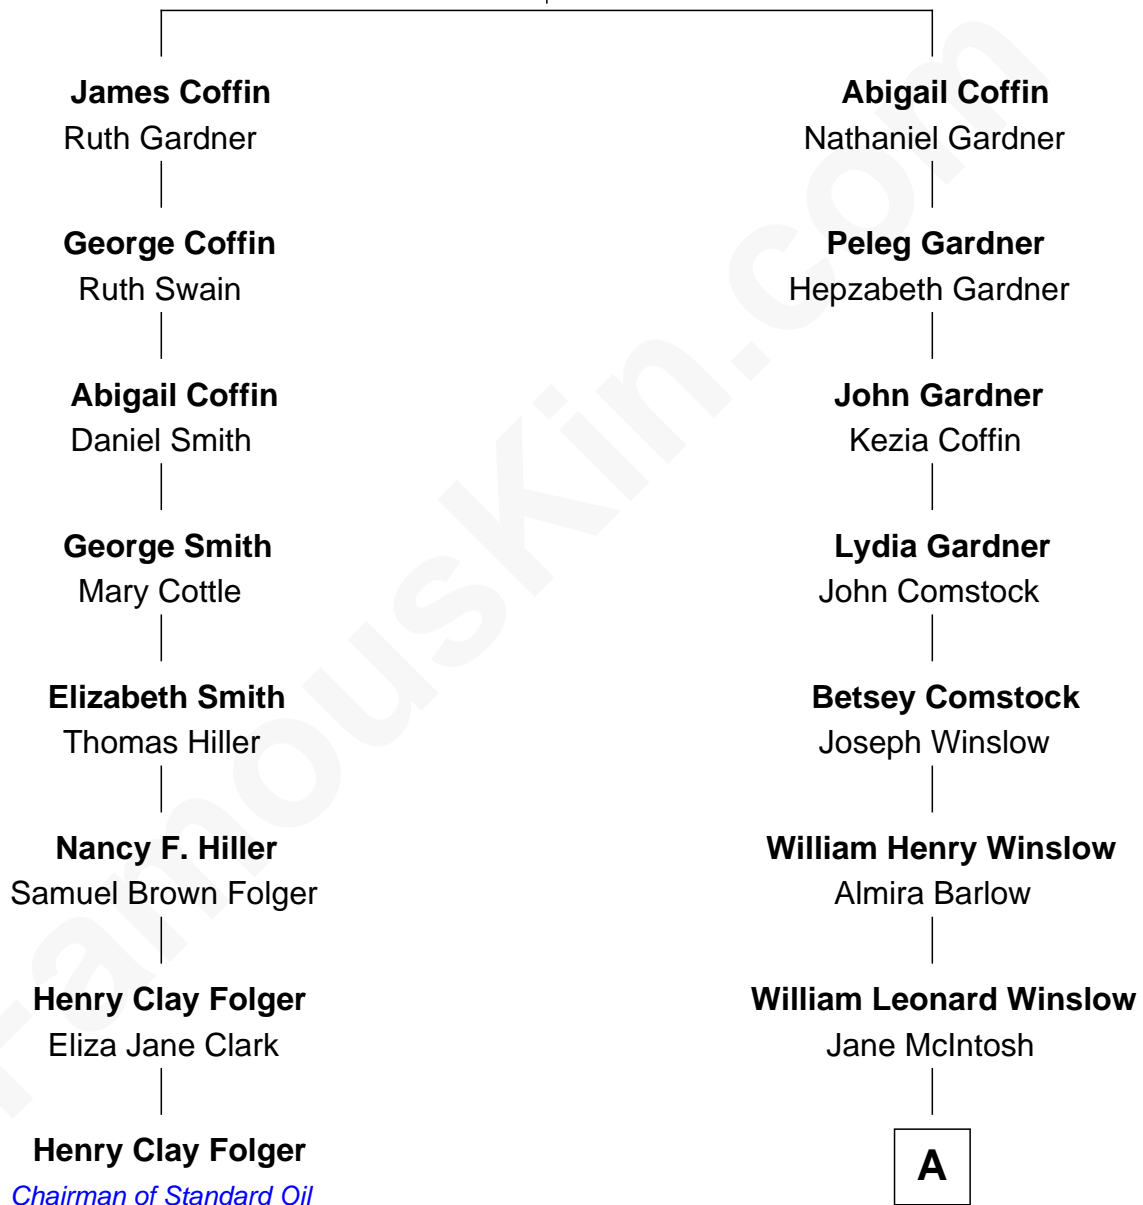 James Coffin
Ruth Gardner
George Coffin
Ruth Swain
Abigail Coffin
Daniel Smith
George Smith
Mary Cottle
Elizabeth Smith
Thomas Hiller
Nancy F. Hiller
Samuel Brown Folger
Henry Clay Folger
Eliza Jane Clark
Henry Clay Folger
Chairman of Standard Oil
Abigail Coffin
Nathaniel Gardner
Peleg Gardner
Hepzabeth Gardner
John Gardner
Kezia Coffin
Lydia Gardner
John Comstock
Betsey Comstock
Joseph Winslow
William Henry Winslow
Almira Barlow
William Leonard Winslow
Jane McIntosh
A
FamousKin.com